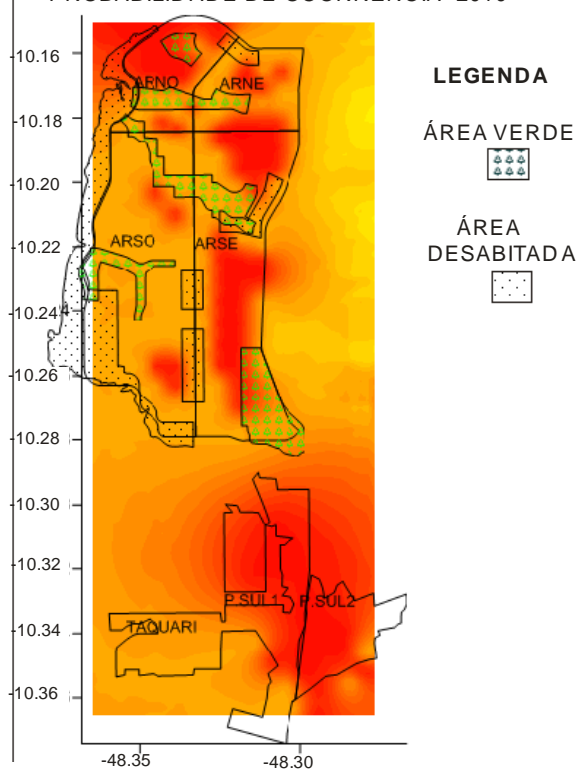 10.16
-10.18
-10.20
-10.22
-10.24
-10.26
-10.28
-10.30
-10.32
-10.34
-10.36
-48.35
-48.30
ARNO
ARNE
ARSO
ARSE
P.SUL1
P.SUL2
TAQUARI
LEGENDA
ÁREA VERDE
ÁREA
DESABITADA